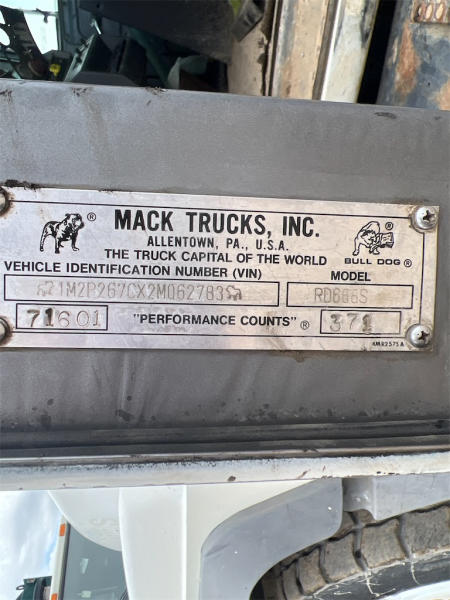 ®
MACK TRUCKS, INC.
ALLENTOWN, PA., U.S.A.
THE TRUCK CAPITAL OF THE WORLD
BULL DOG ®
VEHICLE IDENTIFICATION NUMBER (VIN)
MODEL
1M2P267CX2M062783
RD688S
71601
"PERFORMANCE COUNTS" ®
371